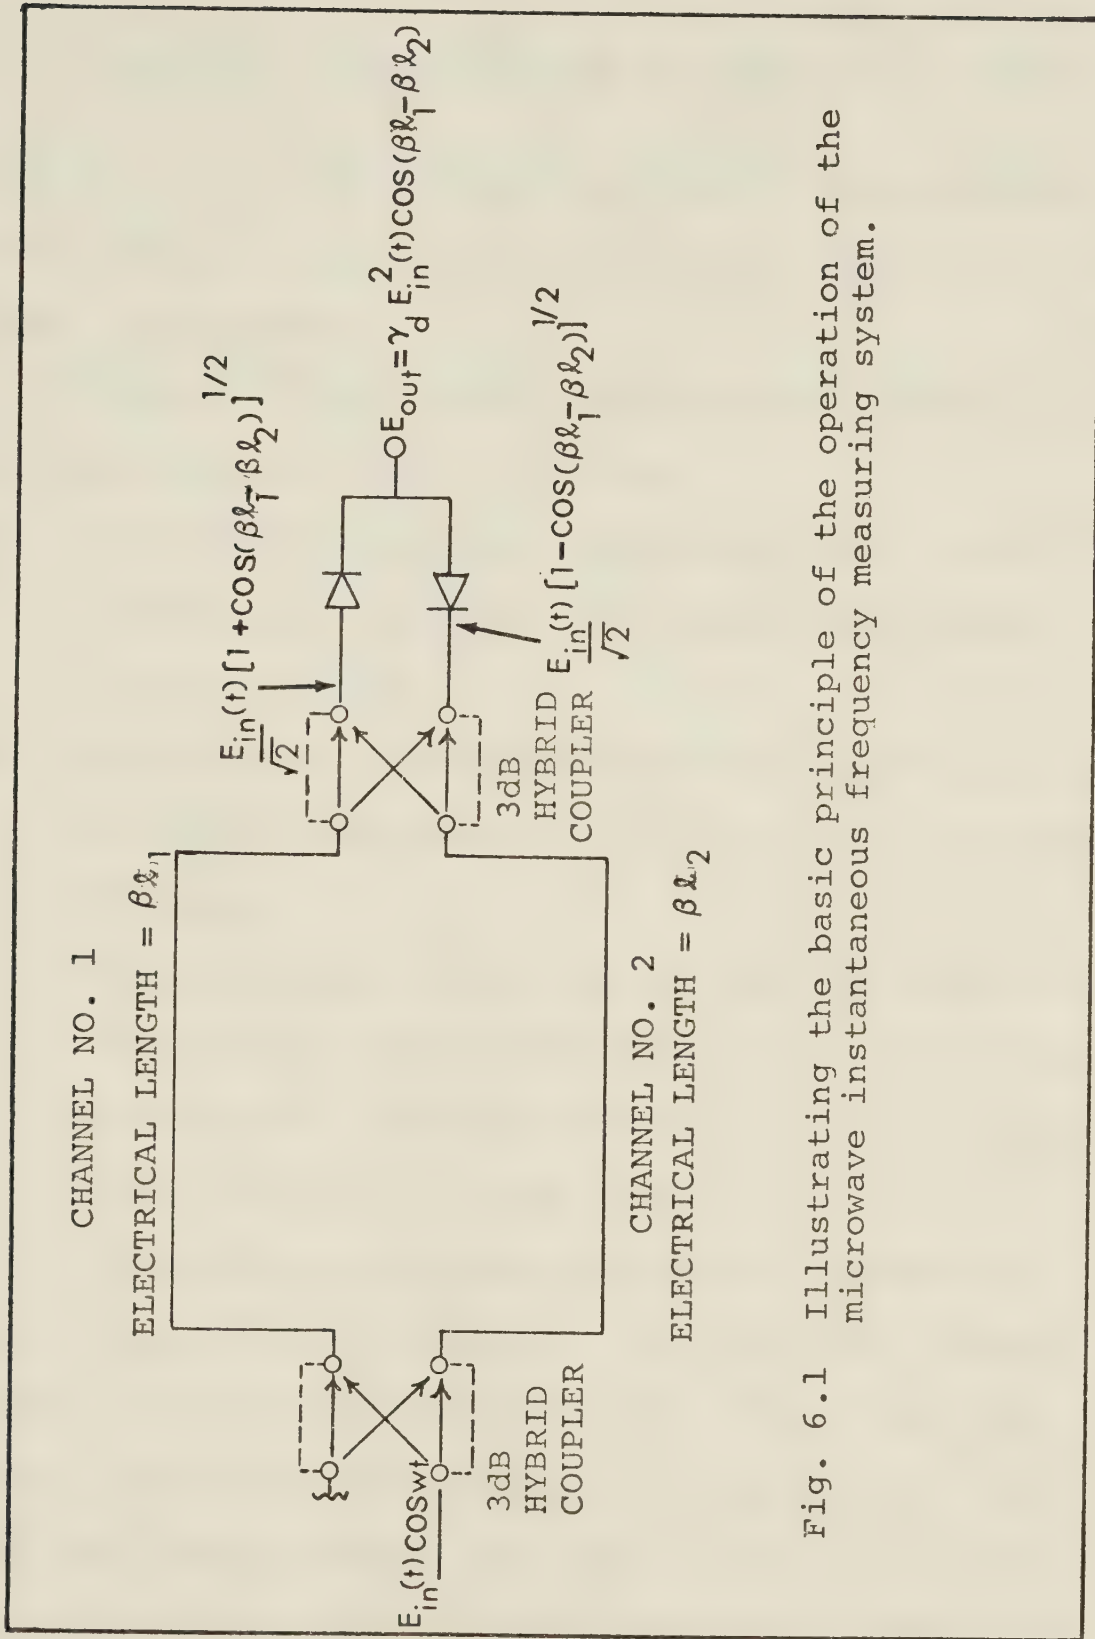 CHANNEL NO. 1
ELECTRICAL LENGTH = βℓ1
E_in(t)cosωt
3dB
HYBRID
COUPLER
E_in(t)/√2 [1+cos(βℓ1-βℓ2)]^1/2
E_out=γ_d E_in^2(t)cos(βℓ1-βℓ2)
E_in(t)/√2 [1-cos(βℓ1-βℓ2)]^1/2
3dB
HYBRID
COUPLER
CHANNEL NO. 2
ELECTRICAL LENGTH = βℓ2
Fig. 6.1 Illustrating the basic principle of the operation of the
microwave instantaneous frequency measuring system.